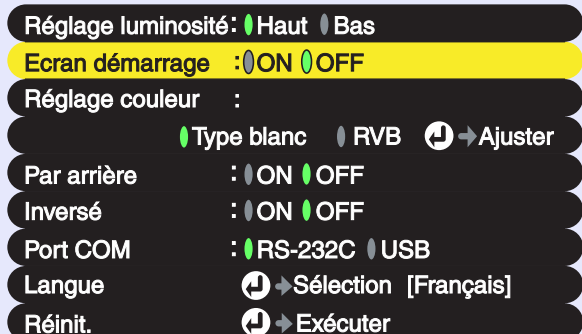 Réglage luminosité: Haut Bas
Ecran démarrage : ON OFF
Réglage couleur :
Type blanc RVB Ajuster
Par arrière : ON OFF
Inversé : ON OFF
Port COM : RS-232C USB
Langue Sélection [Français]
Réinit. Exécuter